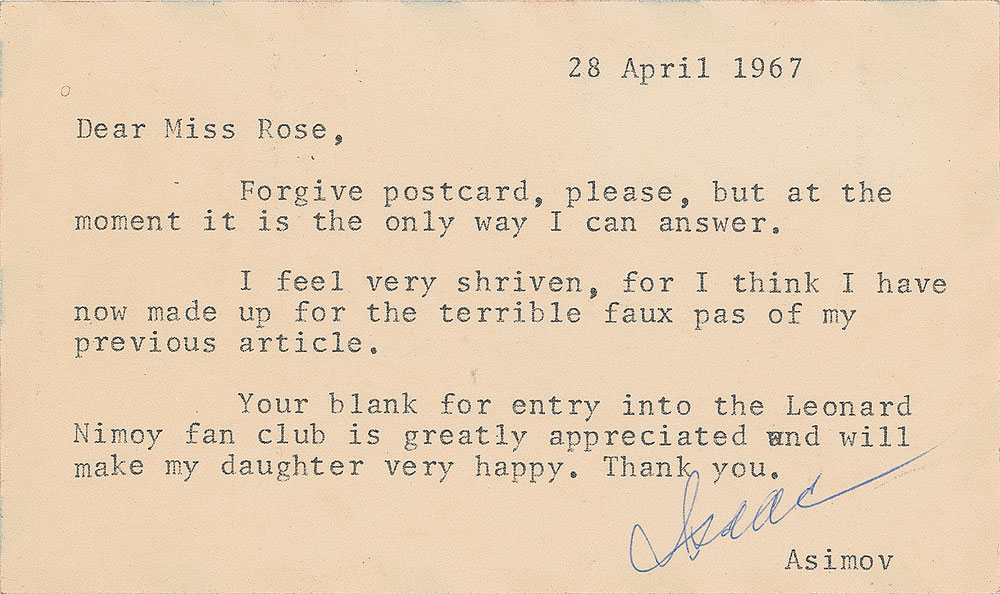 28 April 1967
Dear Miss Rose,
Forgive postcard, please, but at the
moment it is the only way I can answer.
I feel very shriven, for I think I have
now made up for the terrible faux pas of my
previous article.
Your blank for entry into the Leonard
Nimoy fan club is greatly appreciated and will
make my daughter very happy. Thank you.
Isaac
Asimov